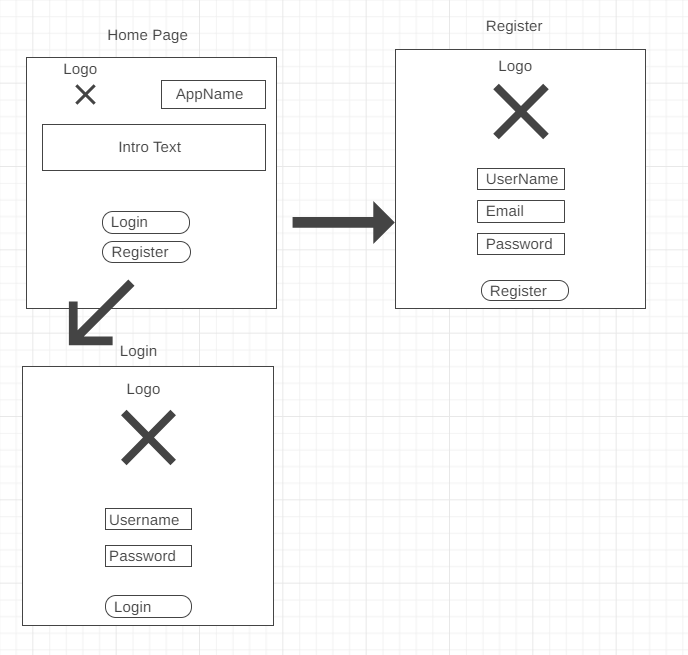 Home Page
Logo
AppName
Intro Text
Login
Register
Register
Logo
UserName
Email
Password
Register
Login
Logo
Username
Password
Login